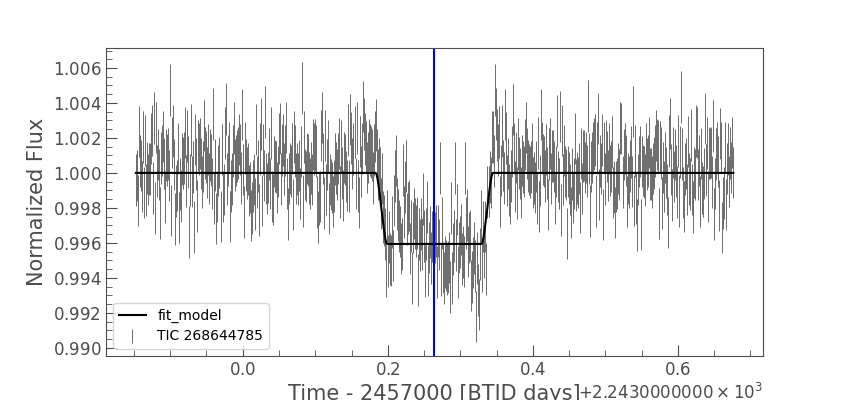 Normalized Flux
1.006
1.004
1.002
1.000
0.998
0.996
0.994
0.992
0.990
fit_model
TIC 268644785
0.0 0.2 0.4 0.6
Time - 2457000 [BTJD days]
+2.2430000000 × 10³